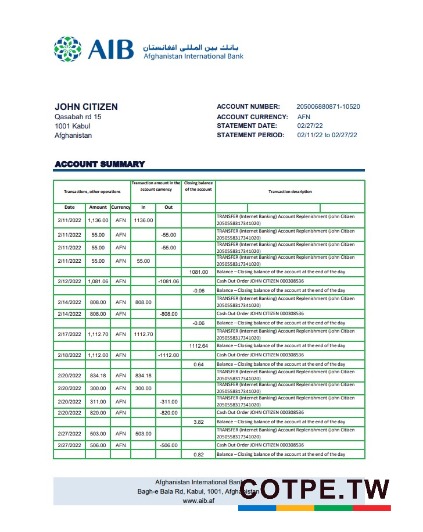 AIB
بانک بین المللی افغانستان
Afghanistan International Bank
JOHN CITIZEN
Qasabah rd 15
1001 Kabul
Afghanistan
ACCOUNT NUMBER: 205006880871-10520
ACCOUNT CURRENCY: AFN
STATEMENT DATE: 02/27/22
STATEMENT PERIOD: 02/11/22 to 02/27/22
ACCOUNT SUMMARY
Transactions, other operations Transaction amount in the account currency Closing balance of the account Transaction description
Date Amount Currency In Out
2/11/2022 1,136.00 AFN 1136.00 TRANSFER (Internet Banking) Account Replenishment (John Citizen 2050558317341020)
2/11/2022 55.00 AFN -55.00 TRANSFER (Internet Banking) Account Replenishment (John Citizen 2050558317341020)
2/11/2022 55.00 AFN -55.00 TRANSFER (Internet Banking) Account Replenishment (John Citizen 2050558317341020)
2/11/2022 55.00 AFN 55.00 TRANSFER (Internet Banking) Account Replenishment (John Citizen 2050558317341020)
1081.00 Balance – Closing balance of the account at the end of the day
2/12/2022 1,081.06 AFN -1081.06 Cash Out Order JOHN CITIZEN 000308536
-0.06 Balance – Closing balance of the account at the end of the day
2/14/2022 808.00 AFN 808.00 TRANSFER (Internet Banking) Account Replenishment (John Citizen 2050558317341020)
2/14/2022 808.00 AFN -808.00 Cash Out Order JOHN CITIZEN 000308536
-3.06 Balance – Closing balance of the account at the end of the day
2/17/2022 1,112.70 AFN 1112.70 TRANSFER (Internet Banking) Account Replenishment (John Citizen 2050558317341020)
1112.64 Balance – Closing balance of the account at the end of the day
2/18/2022 1,112.00 AFN -1112.00 Cash Out Order JOHN CITIZEN 000308536
0.64 Balance – Closing balance of the account at the end of the day
2/20/2022 834.18 AFN 834.18 TRANSFER (Internet Banking) Account Replenishment (John Citizen 2050558317341020)
2/20/2022 300.00 AFN 300.00 TRANSFER (Internet Banking) Account Replenishment (John Citizen 2050558317341020)
2/20/2022 311.00 AFN -311.00 TRANSFER (Internet Banking) Account Replenishment (John Citizen 2050558317341020)
2/20/2022 820.00 AFN -820.00 Cash Out Order JOHN CITIZEN 000308536
3.82 Balance – Closing balance of the account at the end of the day
2/27/2022 503.00 AFN 503.00 TRANSFER (Internet Banking) Account Replenishment (John Citizen 2050558317341020)
2/27/2022 506.00 AFN -506.00 Cash Out Order JOHN CITIZEN 000308536
0.82 Balance – Closing balance of the account at the end of the day
Afghanistan International Bank
Bagh-e Bala Rd, Kabul, 1001, Afghanistan
www.aib.af
COTPE.TW